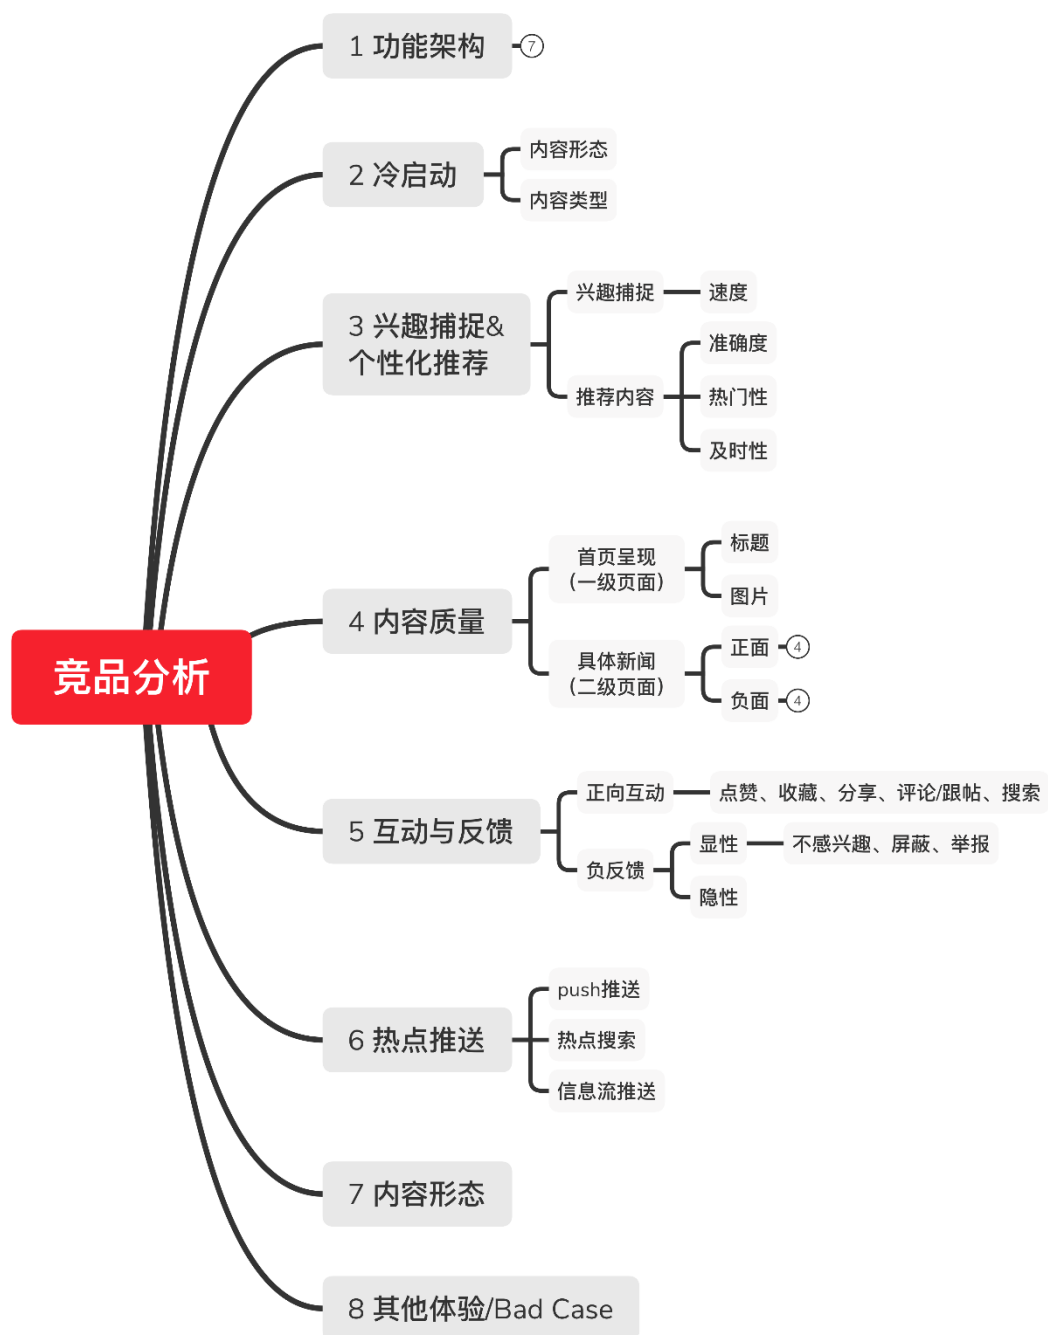 竞品分析
1 功能架构
7
2 冷启动
内容形态
内容类型
3 兴趣捕捉&
个性化推荐
兴趣捕捉
速度
推荐内容
准确度
热门性
及时性
4 内容质量
首页呈现
（一级页面）
标题
图片
具体新闻
（二级页面）
正面
4
负面
4
5 互动与反馈
正向互动
点赞、收藏、分享、评论/跟帖、搜索
负反馈
显性
不感兴趣、屏蔽、举报
隐性
6 热点推送
push推送
热点搜索
信息流推送
7 内容形态
8 其他体验/Bad Case